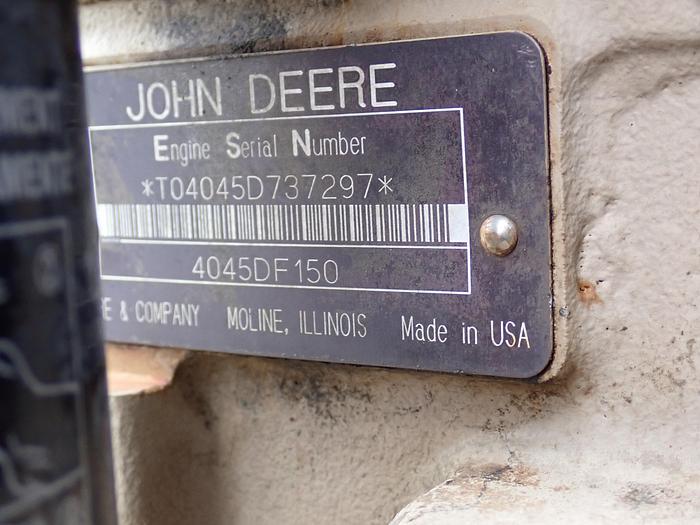 JOHN DEERE
Engine Serial Number
*T04045D737297*
4045DF150
& COMPANY MOLINE, ILLINOIS Made in USA